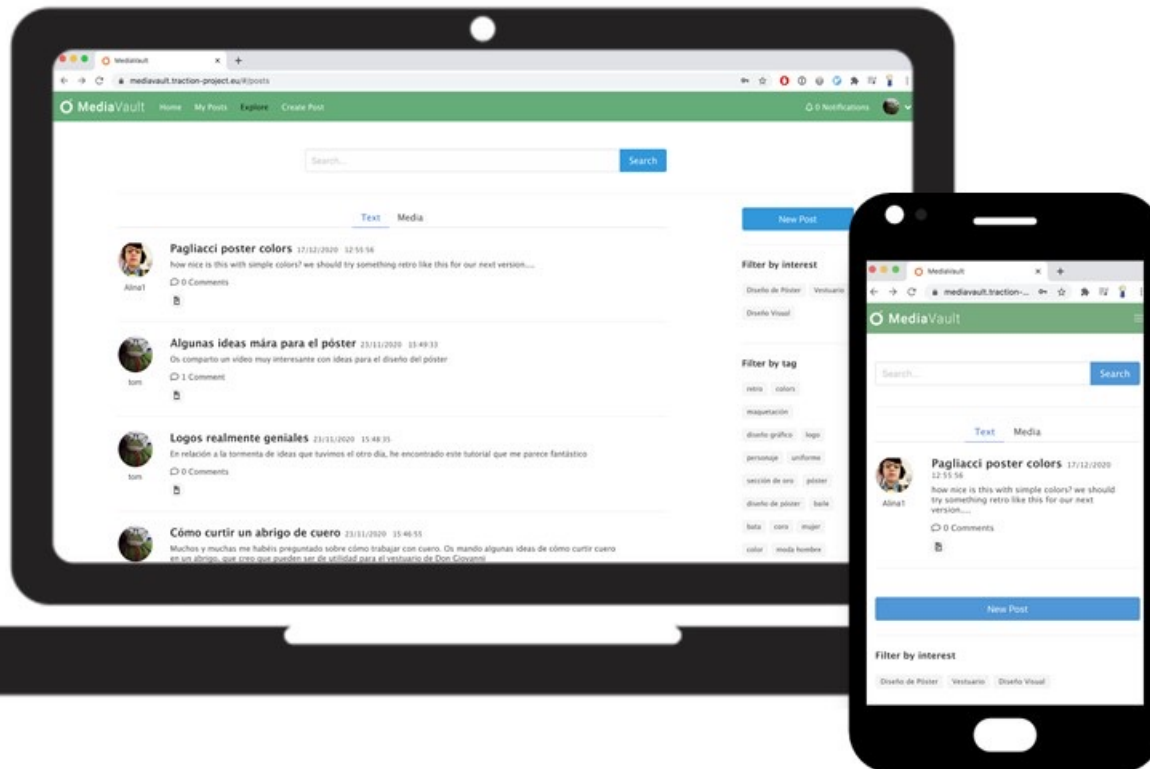 MediaVault
mediavault.traction-project.eu/#/posts
MediaVault Home My Posts Explore Create Post 0 Notifications
Search... Search
Text Media
New Post
Pagliacci poster colors 17/12/2020 12:55:56
how nice is this with simple colors? we should try something retro like this for our next version....
Alina1
0 Comments
Algunas ideas mára para el póster 23/11/2020 15:49:33
Os comparto un vídeo muy interesante con ideas para el diseño del póster
tom
1 Comment
Logos realmente geniales 23/11/2020 15:48:35
En relación a la tormenta de ideas que tuvimos el otro día, he encontrado este tutorial que me parece fantástico
tom
0 Comments
Cómo curtir un abrigo de cuero 23/11/2020 15:46:55
Muchos y muchas me habéis preguntado sobre cómo trabajar con cuero. Os mando algunas ideas de cómo curtir cuero
en un abrigo, que creo que pueden ser de utilidad para el vestuario de Don Giovanni
Filter by interest
Diseño de Póster Vestuario
Diseño Visual
Filter by tag
retro colors
maquetación
diseño gráfico logo
personaje uniforme
sección de oro póster
diseño de póster baile
bata coro mujer
color moda hombre
MediaVault
mediavault.traction-...
MediaVault
Search... Search
Text Media
Pagliacci poster colors 17/12/2020
12:55:56
how nice is this with simple colors? we should
try something retro like this for our next
version....
Alina1
0 Comments
New Post
Filter by interest
Diseño de Póster Vestuario Diseño Visual